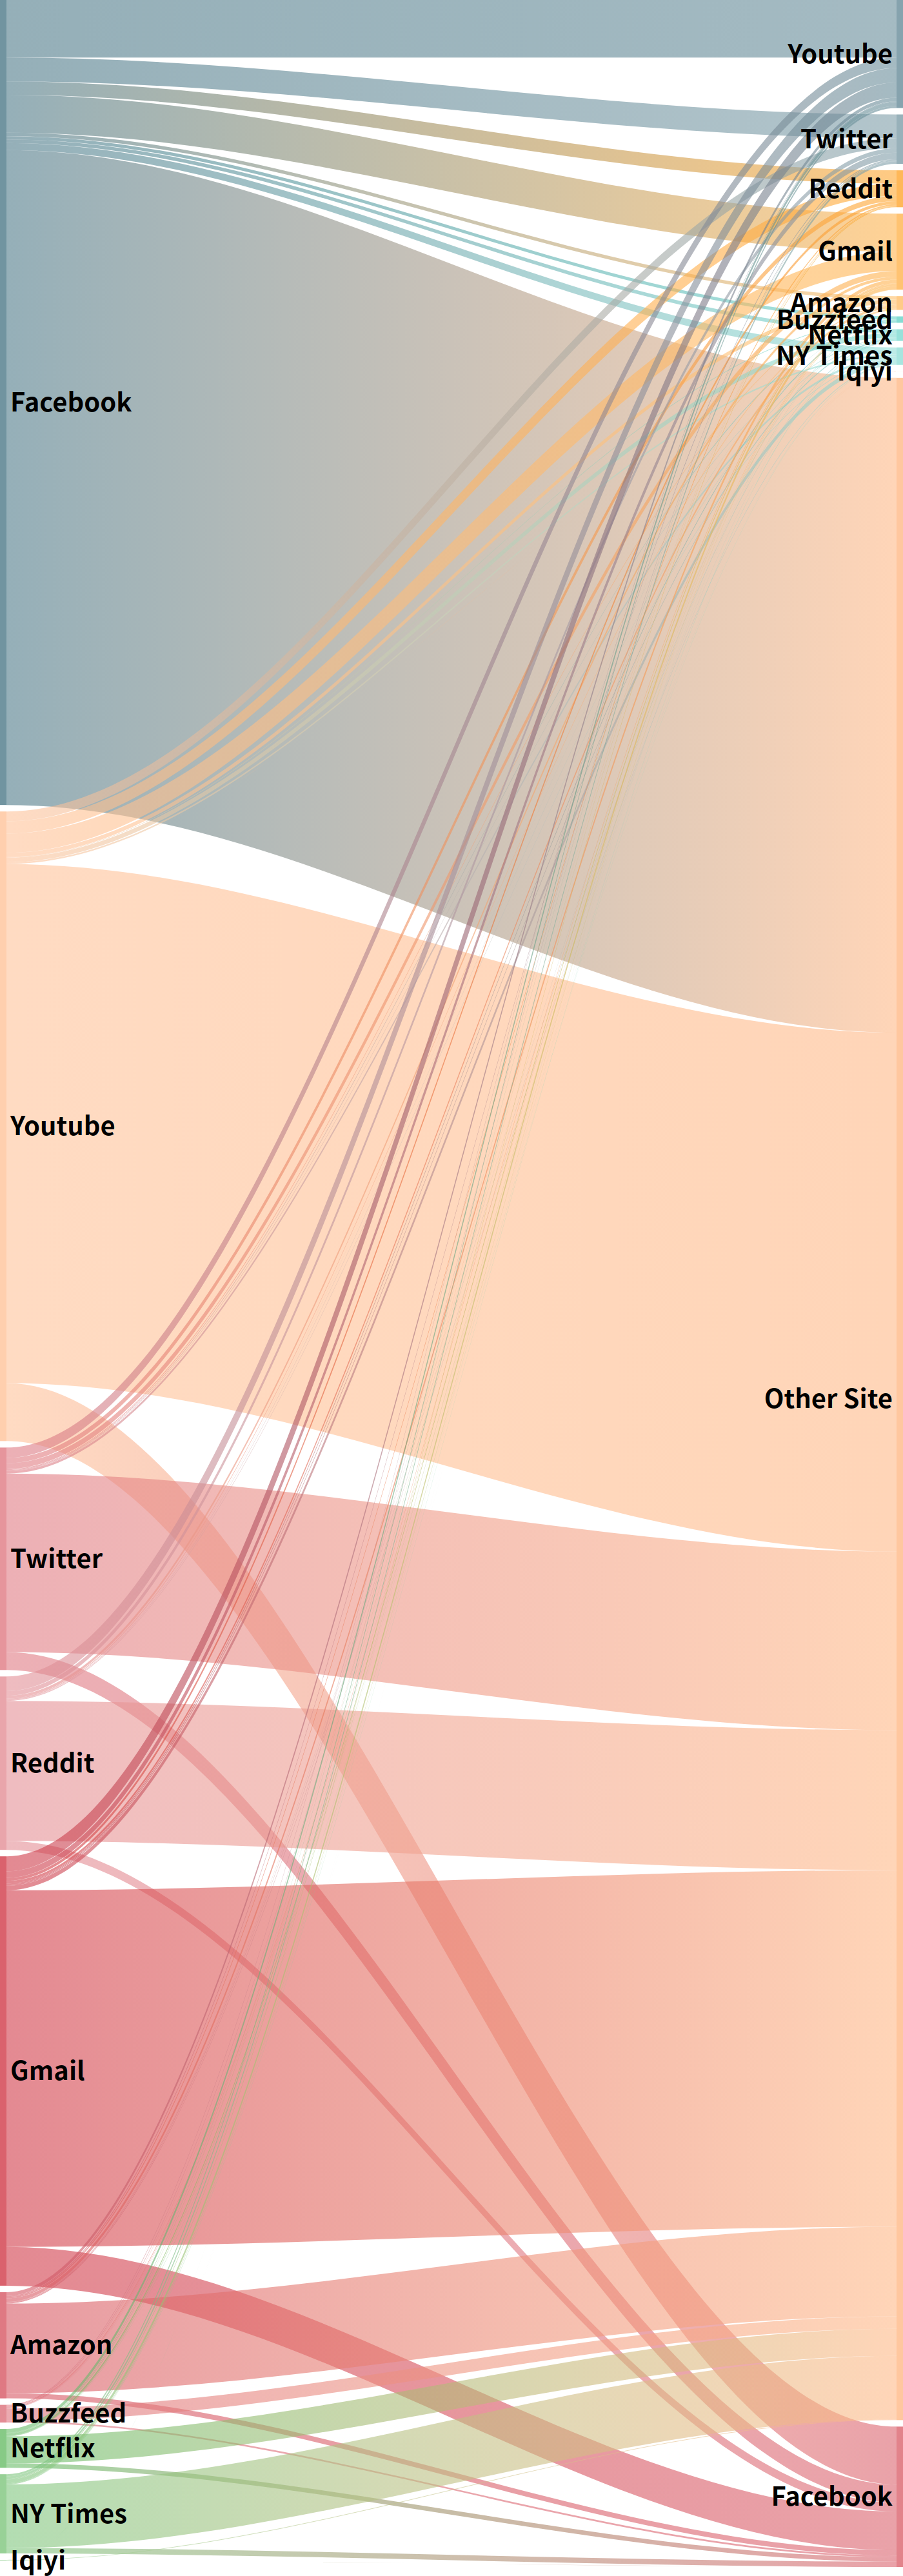 Youtube
Twitter
Reddit
Gmail
Amazon
Buzzfeed
Netflix
NY Times
Iqiyi
Facebook
Youtube
Other Site
Twitter
Reddit
Gmail
Amazon
Buzzfeed
Netflix
Facebook
NY Times
Iqiyi